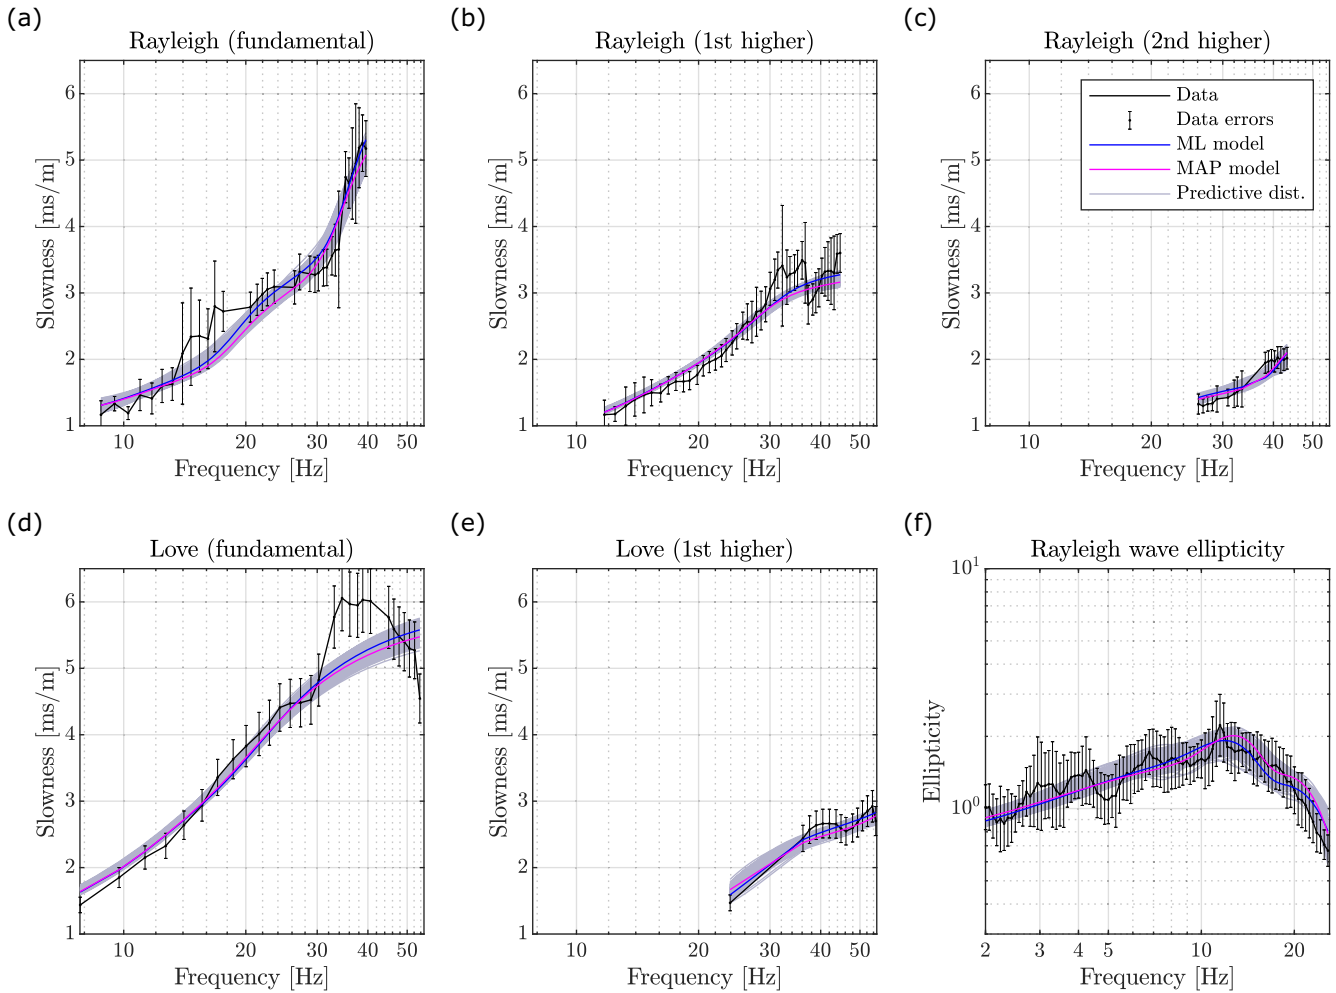 (a)
Rayleigh (fundamental)
6
5
4
3
2
1
Slowness [ms/m]
10
20
30
40
50
Frequency [Hz]
(b)
Rayleigh (1st higher)
6
5
4
3
2
1
Slowness [ms/m]
10
20
30
40
50
Frequency [Hz]
(c)
Rayleigh (2nd higher)
Data
Data errors
ML model
MAP model
Predictive dist.
6
5
4
3
2
1
Slowness [ms/m]
10
20
30
40
50
Frequency [Hz]
(d)
Love (fundamental)
6
5
4
3
2
1
Slowness [ms/m]
10
20
30
40
50
Frequency [Hz]
(e)
Love (1st higher)
6
5
4
3
2
1
Slowness [ms/m]
10
20
30
40
50
Frequency [Hz]
(f)
Rayleigh wave ellipticity
10¹
10⁰
Ellipticity
2
3
4
5
10
20
Frequency [Hz]